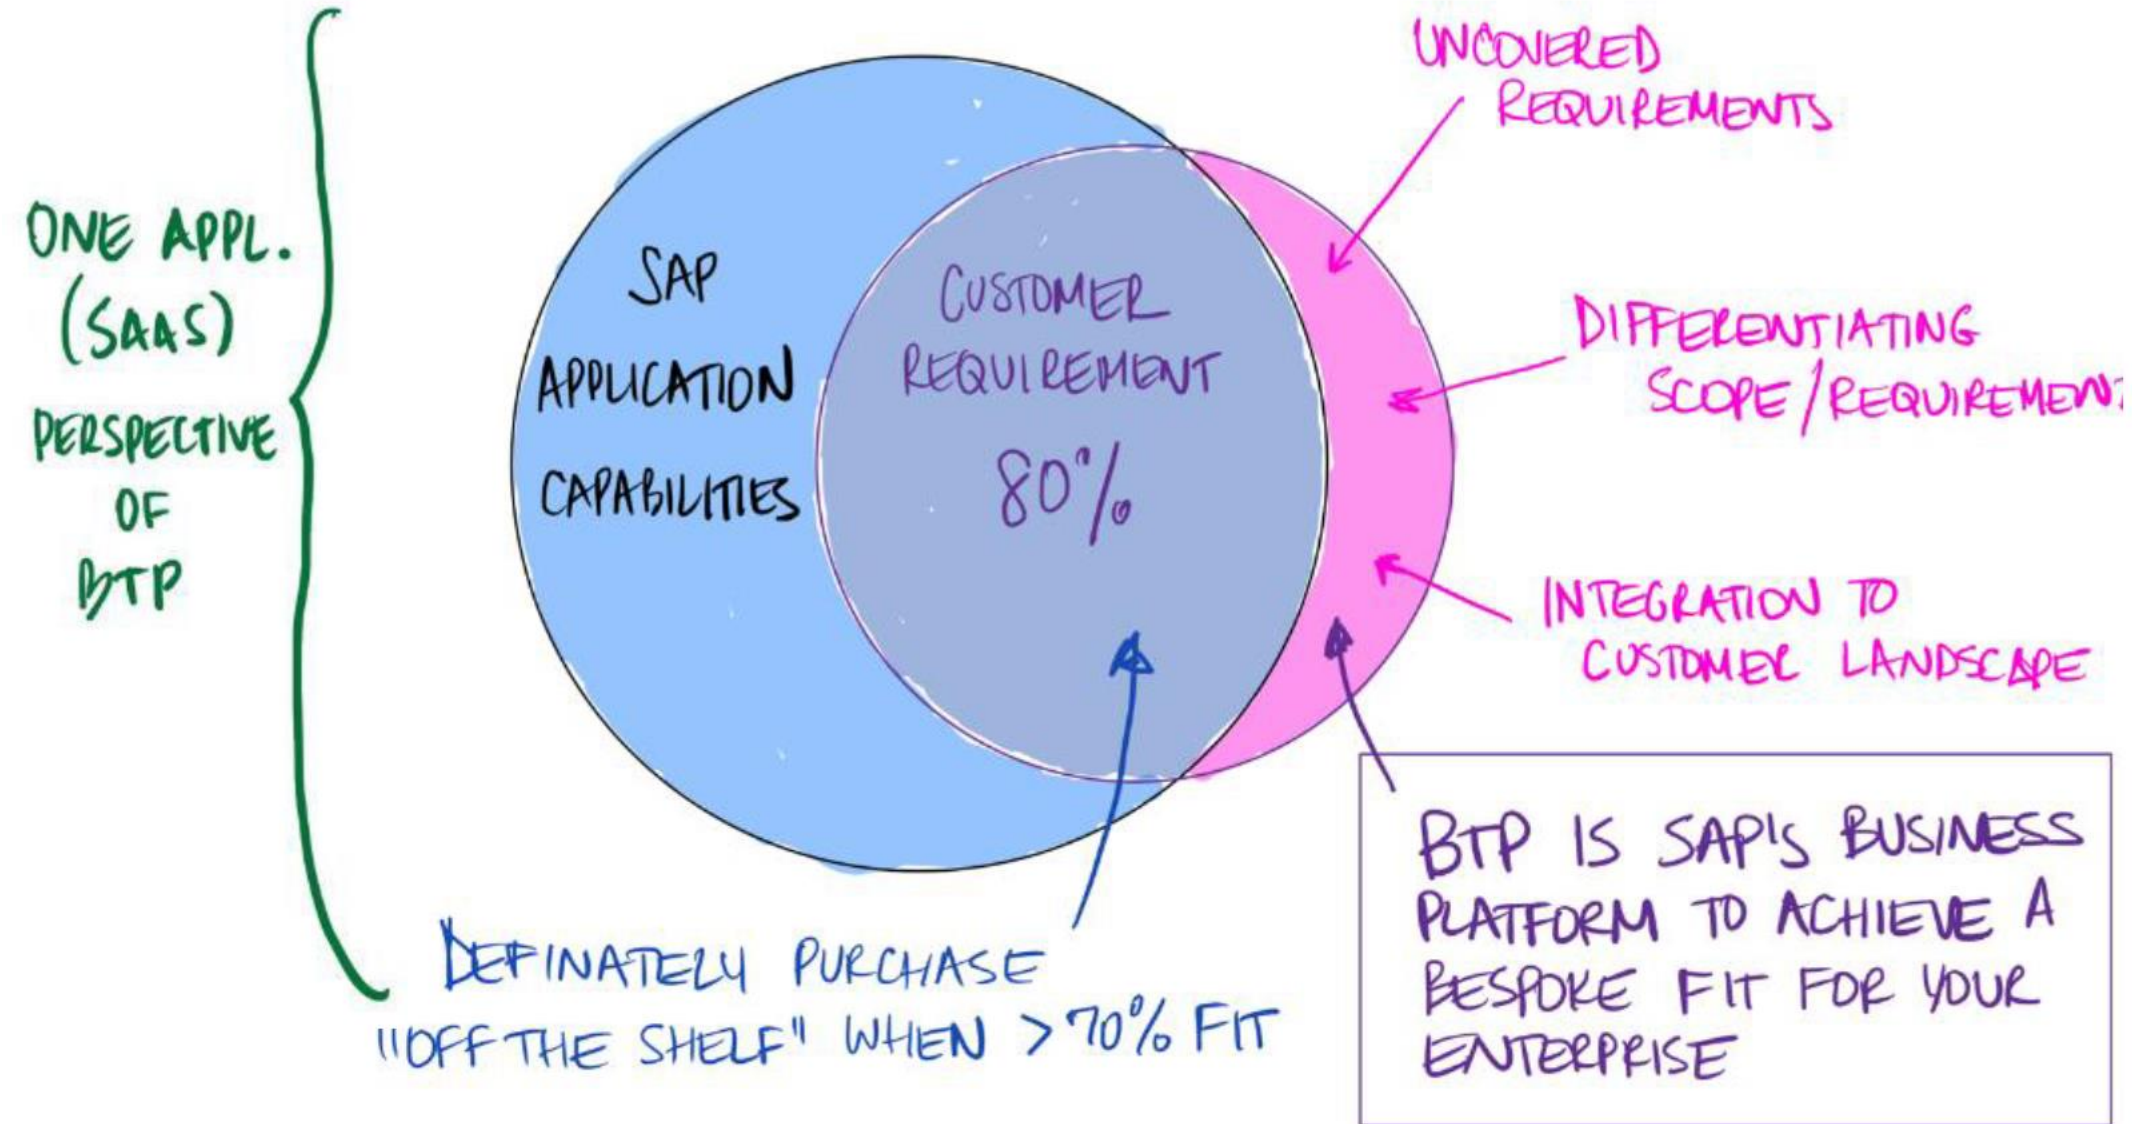 ONE APPL.
(SAAS)
PERSPECTIVE
OF
BTP
SAP
APPLICATION
CAPABILITIES
CUSTOMER
REQUIREMENT
80%
UNCOVERED
REQUIREMENTS
DIFFERENTIATING
SCOPE/REQUIREMENT
INTEGRATION TO
CUSTOMER LANDSCAPE
DEFINATELY PURCHASE
"OFF THE SHELF" WHEN >70% FIT
BTP IS SAP'S BUSINESS
PLATFORM TO ACHIEVE A
BESPOKE FIT FOR YOUR
ENTERPRISE